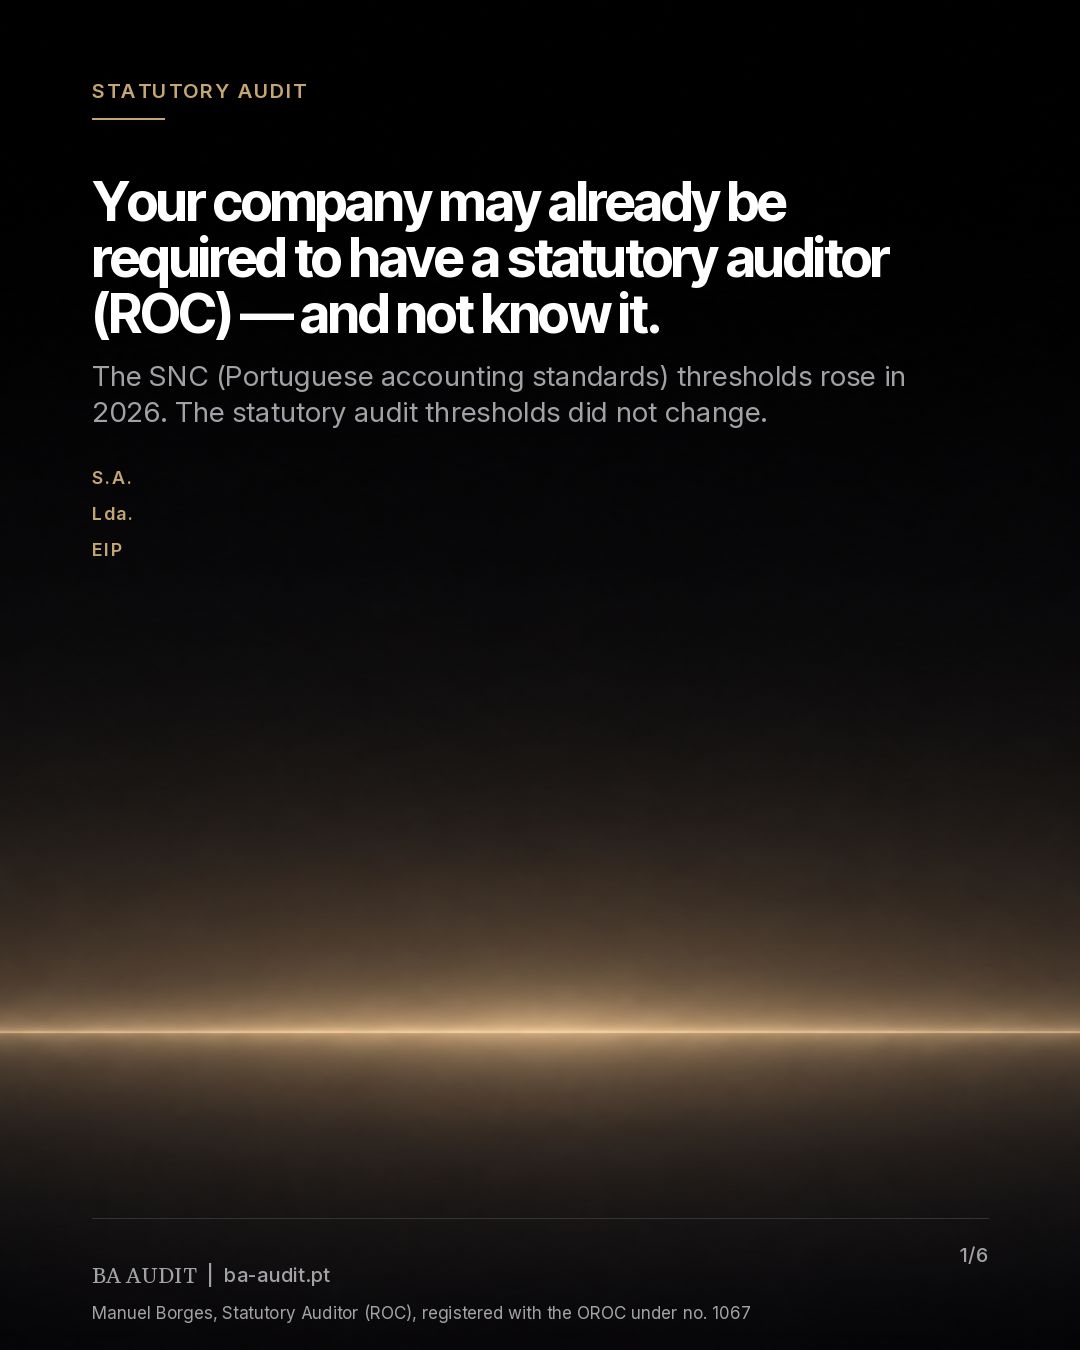 STATUTORY AUDIT
Your company may already be
required to have a statutory auditor
(ROC) — and not know it.
The SNC (Portuguese accounting standards) thresholds rose in
2026. The statutory audit thresholds did not change.
S.A.
Lda.
EIP
1/6
BA AUDIT | ba-audit.pt
Manuel Borges, Statutory Auditor (ROC), registered with the OROC under no. 1067